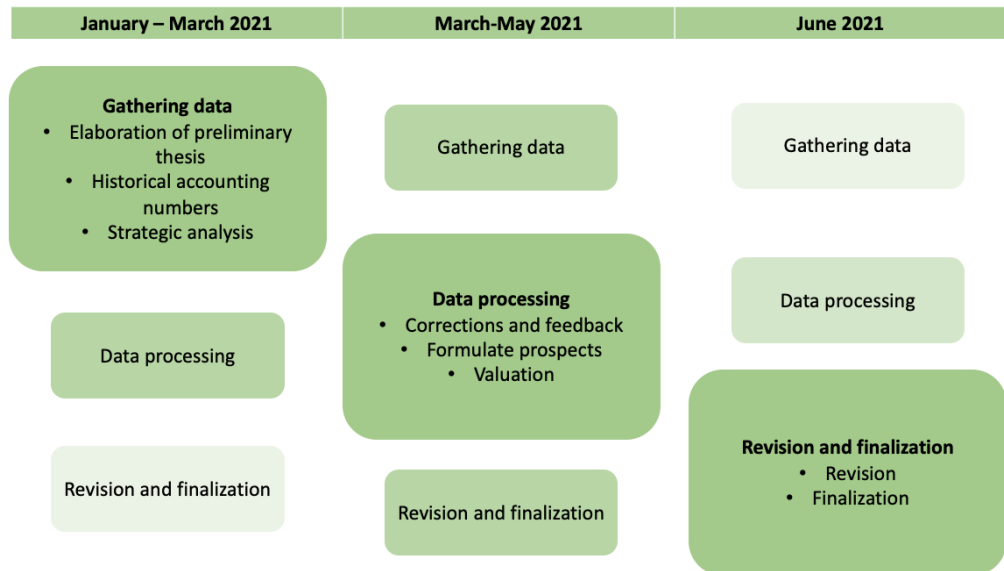 January – March 2021
March-May 2021
June 2021
Gathering data
• Elaboration of preliminary
thesis
• Historical accounting
numbers
• Strategic analysis
Data processing
Revision and finalization
Gathering data
Data processing
• Corrections and feedback
• Formulate prospects
• Valuation
Revision and finalization
Gathering data
Data processing
Revision and finalization
• Revision
• Finalization